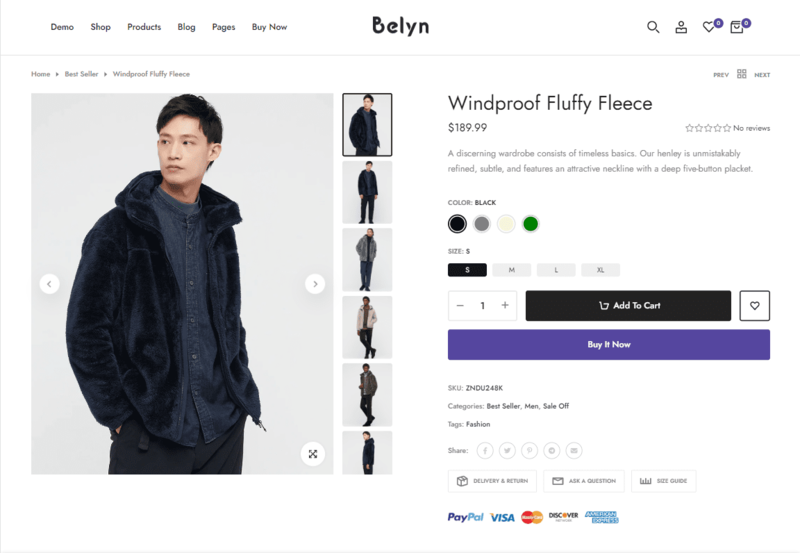 Demo Shop Products Blog Pages Buy Now
Belyn
0 0
Home Best Seller Windproof Fluffy Fleece
PREV NEXT
Windproof Fluffy Fleece
$189.99
No reviews
A discerning wardrobe consists of timeless basics. Our henley is unmistakably
refined, subtle, and features an attractive neckline with a deep five-button placket.
COLOR: BLACK
SIZE: S
S M L XL
− 1 + Add To Cart
Buy It Now
SKU: ZNDU248K
Categories: Best Seller, Men, Sale Off
Tags: Fashion
Share:
DELIVERY & RETURN ASK A QUESTION SIZE GUIDE
PayPal VISA MasterCard DISCOVER NETWORK AMERICAN EXPRESS